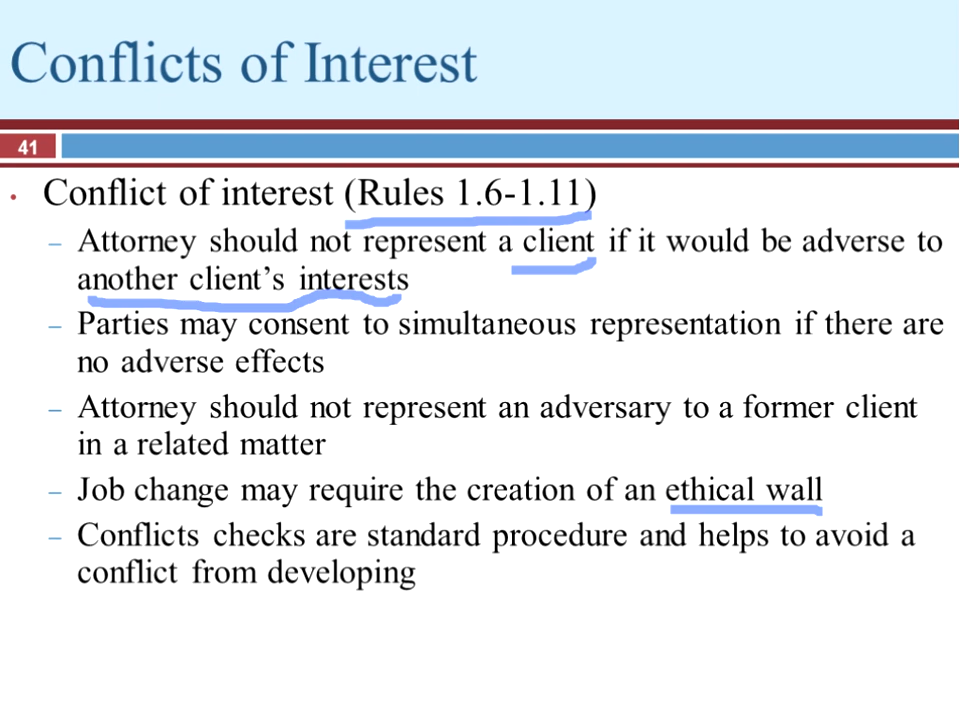 Conflicts of Interest
41
• Conflict of interest (Rules 1.6-1.11)
– Attorney should not represent a client if it would be adverse to
another client's interests
– Parties may consent to simultaneous representation if there are
no adverse effects
– Attorney should not represent an adversary to a former client
in a related matter
– Job change may require the creation of an ethical wall
– Conflicts checks are standard procedure and helps to avoid a
conflict from developing